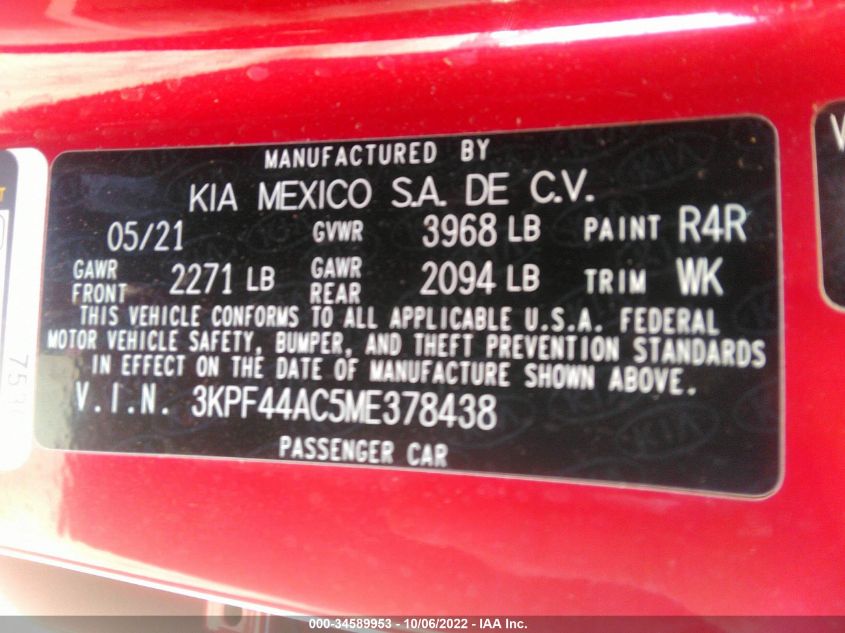 MANUFACTURED BY
KIA MEXICO S.A. DE C.V.
05/21 GVWR 3968 LB PAINT R4R
GAWR FRONT 2271 LB GAWR REAR 2094 LB TRIM WK
THIS VEHICLE CONFORMS TO ALL APPLICABLE U.S.A. FEDERAL
MOTOR VEHICLE SAFETY, BUMPER, AND THEFT PREVENTION STANDARDS
IN EFFECT ON THE DATE OF MANUFACTURE SHOWN ABOVE.
V.I.N. 3KPF44AC5ME378438
PASSENGER CAR
000-34589953 - 10/06/2022 - IAA Inc.